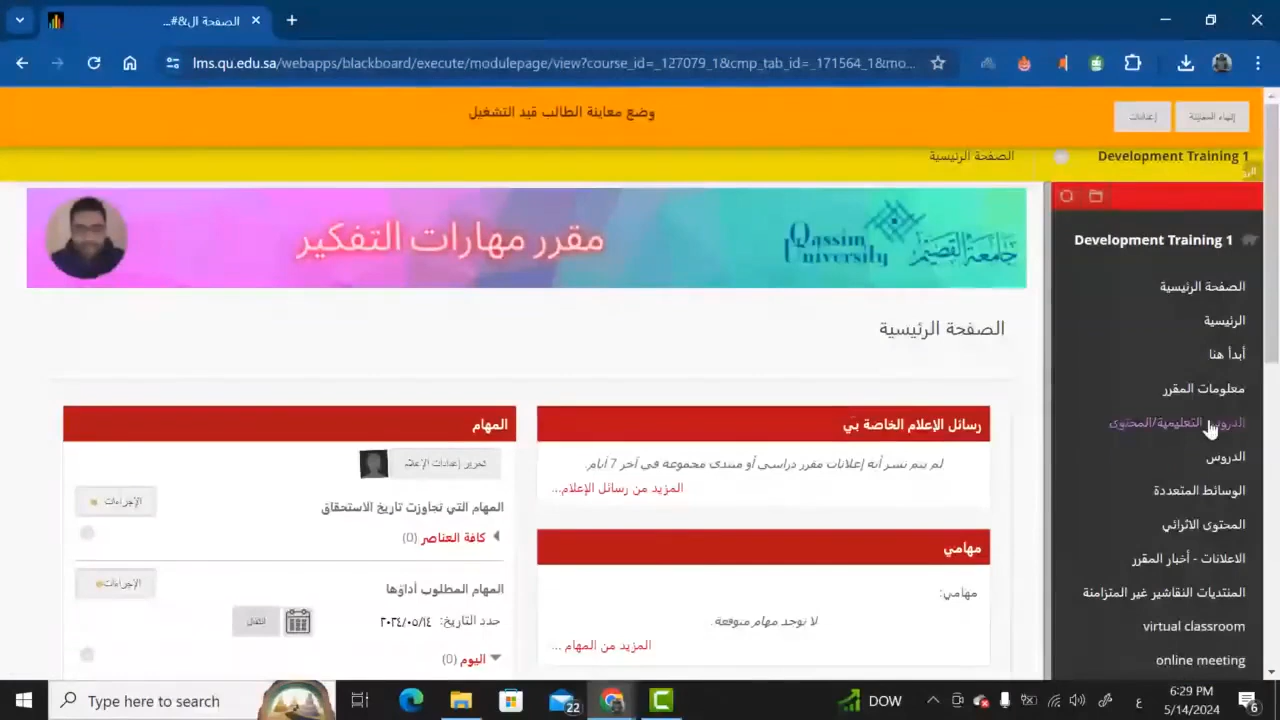 الصفحة ال&#...
lms.qu.edu.sa/webapps/blackboard/execute/modulepage/view?course_id=_127079_1&cmp_tab_id=_171564_1&mo...
وضع معاينة الطالب قيد التشغيل
إنهاء المعاينة
إعدادات
Development Training 1
الصفحة الرئيسية
Qassim University
جامعة القصيم
مقرر مهارات التفكير
Development Training 1
الصفحة الرئيسية
الرئيسية
أبدأ هنا
معلومات المقرر
الدروس التعليمية/المحتوى
الدروس
الوسائط المتعددة
المحتوى الاثرائي
الاعلانات - أخبار المقرر
المنتديات النقاشير غير المتزامنة
virtual classroom
online meeting
الصفحة الرئيسية
رسائل الإعلام الخاصة بي
لم يتم نشر أية إعلانات مقرر دراسي أو منتدى مجموعة في آخر 7 أيام.
المزيد من رسائل الإعلام...
مهامي
مهامي:
لا توجد مهام متوقعة.
المزيد من المهام ...
المهام
تحرير إعدادات الإعلام
الإجراءات
المهام التي تجاوزت تاريخ الاستحقاق
كافة العناصر (0)
الإجراءات
المهام المطلوب أداؤها
حدد التاريخ: ٢٠٢٤/٠٥/١٤
انتقال
اليوم (0)
Type here to search
22
DOW
ع
6:29 PM
5/14/2024
6